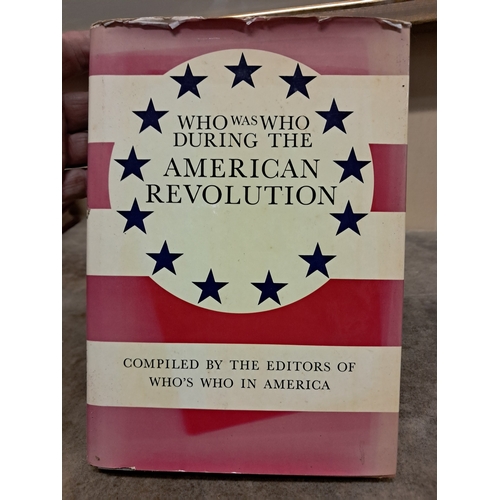 WHO WAS WHO
DURING THE
AMERICAN
REVOLUTION
COMPILED BY THE EDITORS OF
WHO'S WHO IN AMERICA